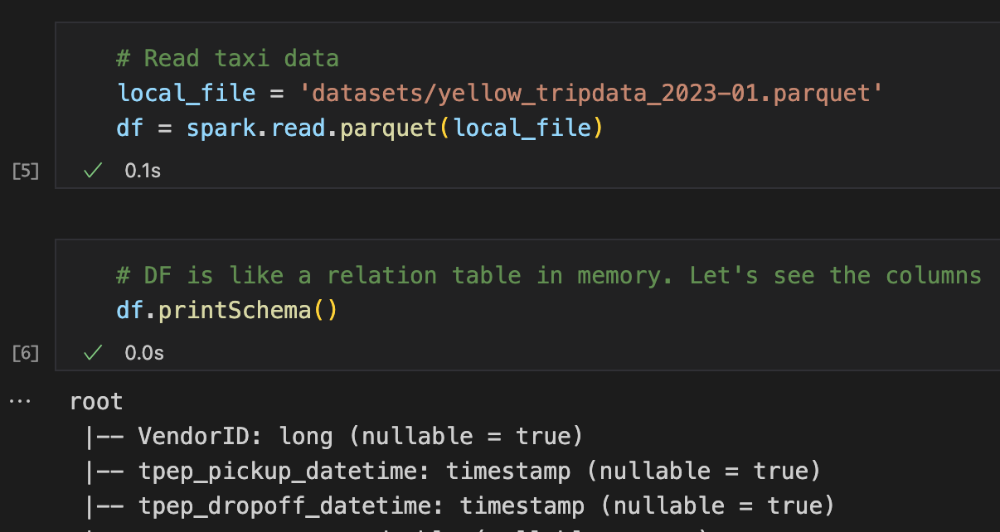 # Read taxi data
local_file = 'datasets/yellow_tripdata_2023-01.parquet'
df = spark.read.parquet(local_file)
[5] ✓ 0.1s
# DF is like a relation table in memory. Let's see the columns
df.printSchema()
[6] ✓ 0.0s
... root
|-- VendorID: long (nullable = true)
|-- tpep_pickup_datetime: timestamp (nullable = true)
|-- tpep_dropoff_datetime: timestamp (nullable = true)